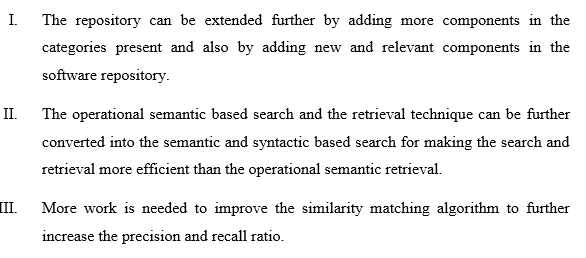 I. The repository can be extended further by adding more components in the
categories present and also by adding new and relevant components in the
software repository.
II. The operational semantic based search and the retrieval technique can be further
converted into the semantic and syntactic based search for making the search and
retrieval more efficient than the operational semantic retrieval.
III. More work is needed to improve the similarity matching algorithm to further
increase the precision and recall ratio.